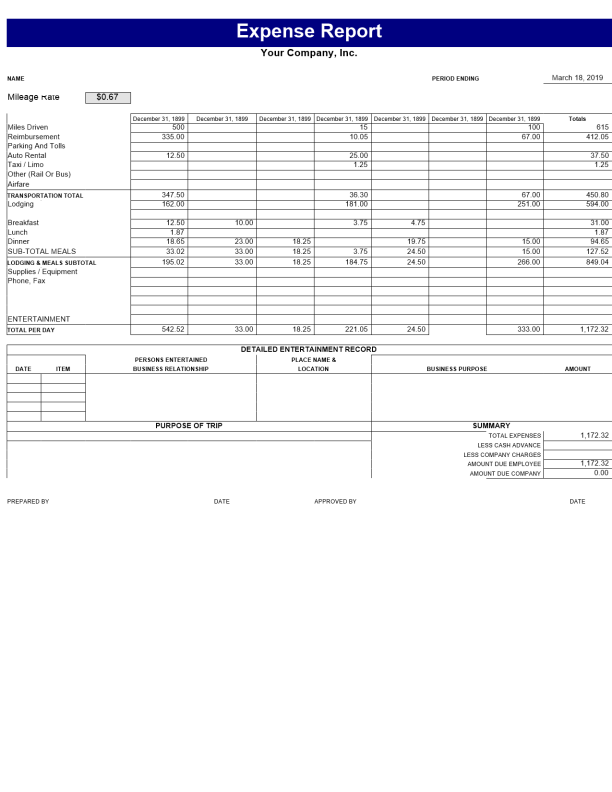 Expense Report
Your Company, Inc.
NAME PERIOD ENDING March 18, 2019
Mileage Rate $0.67
December 31, 1899 December 31, 1899 December 31, 1899 December 31, 1899 December 31, 1899 December 31, 1899 December 31, 1899 Totals
Miles Driven 500 15 100 615
Reimbursement 335.00 10.05 67.00 412.05
Parking And Tolls
Auto Rental 12.50 25.00 37.50
Taxi / Limo 1.25 1.25
Other (Rail Or Bus)
Airfare
TRANSPORTATION TOTAL 347.50 36.30 67.00 450.80
Lodging 162.00 181.00 251.00 594.00
Breakfast 12.50 10.00 3.75 4.75 31.00
Lunch 1.87 1.87
Dinner 18.65 23.00 18.25 19.75 15.00 94.65
SUB-TOTAL MEALS 33.02 33.00 18.25 3.75 24.50 15.00 127.52
LODGING & MEALS SUBTOTAL 195.02 33.00 18.25 184.75 24.50 266.00 849.04
Supplies / Equipment
Phone, Fax
ENTERTAINMENT
TOTAL PER DAY 542.52 33.00 18.25 221.05 24.50 333.00 1,172.32
DETAILED ENTERTAINMENT RECORD
PERSONS ENTERTAINED PLACE NAME &
DATE ITEM BUSINESS RELATIONSHIP LOCATION BUSINESS PURPOSE AMOUNT
PURPOSE OF TRIP SUMMARY
TOTAL EXPENSES 1,172.32
LESS CASH ADVANCE
LESS COMPANY CHARGES
AMOUNT DUE EMPLOYEE 1,172.32
AMOUNT DUE COMPANY 0.00
PREPARED BY DATE APPROVED BY DATE